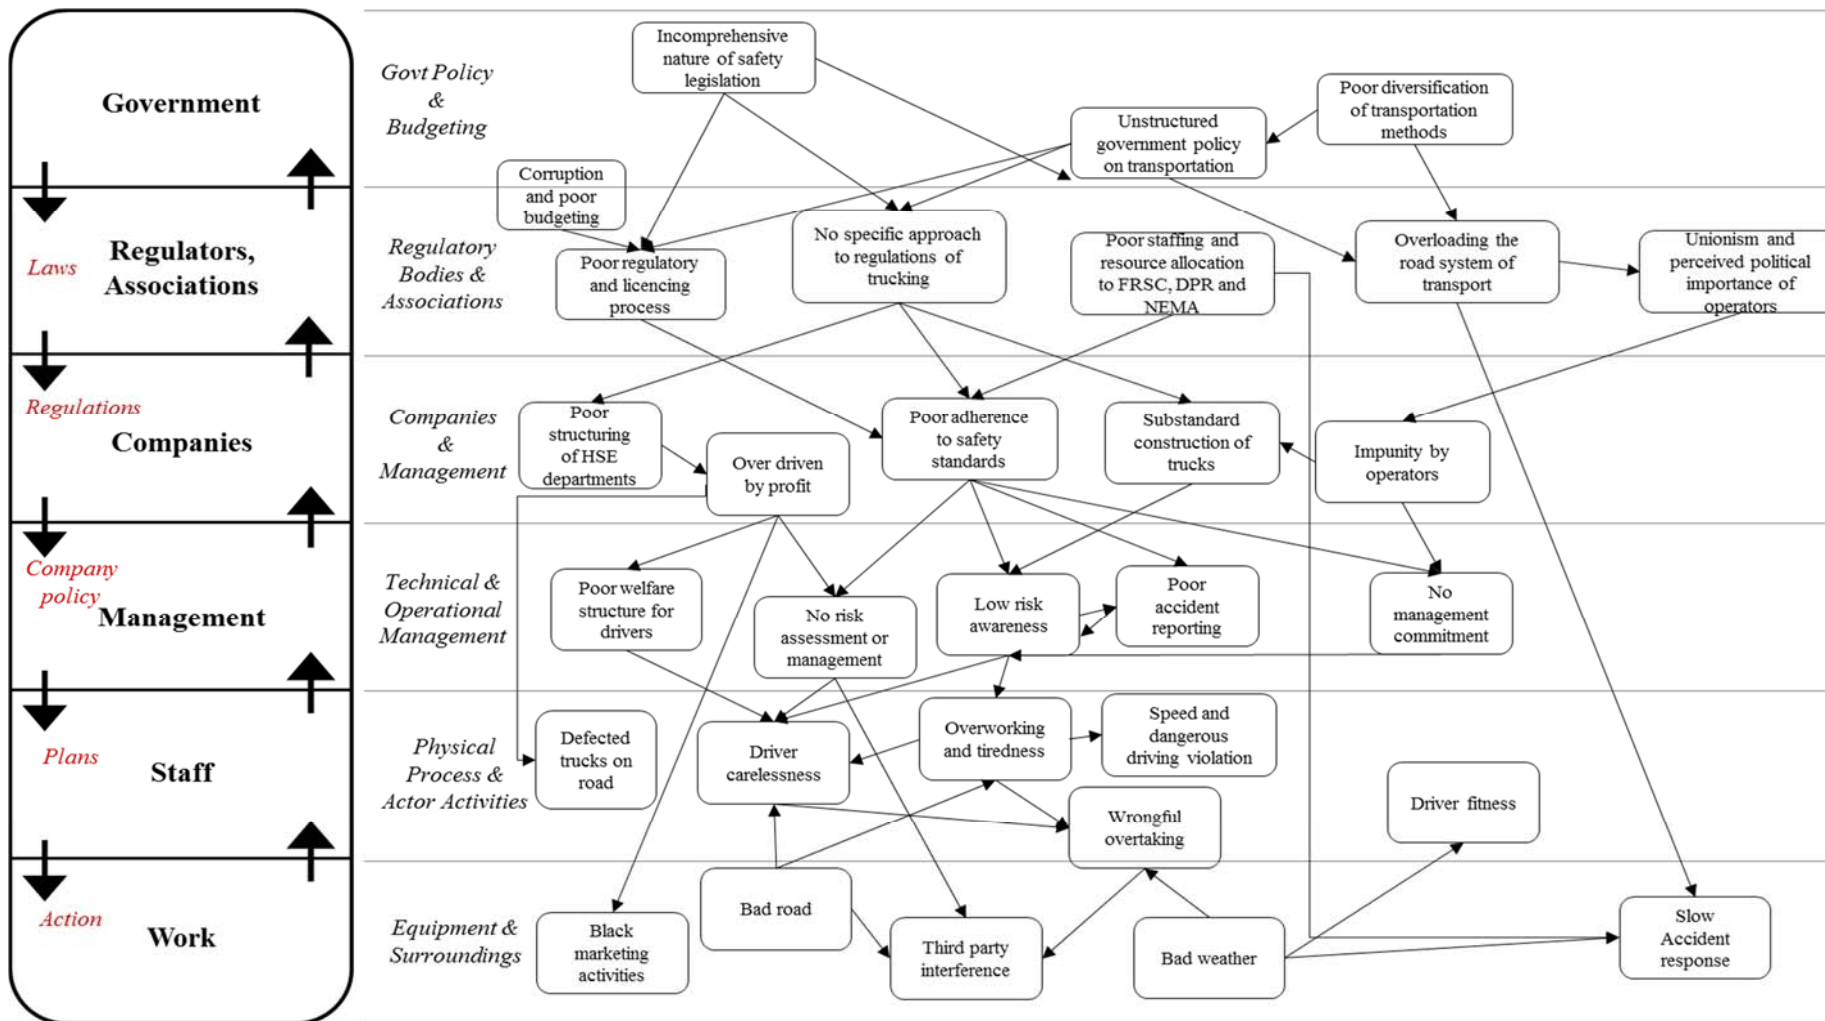 Government
Laws
Regulators,
Associations
Regulations
Companies
Company
policy
Management
Plans
Staff
Action
Work
Govt Policy
&
Budgeting
Incomprehensive
nature of safety
legislation
Poor diversification
of transportation
methods
Unstructured
government policy
on transportation
Corruption
and poor
budgeting
Regulatory
Bodies &
Associations
Poor regulatory
and licencing
process
No specific approach
to regulations of
trucking
Poor staffing and
resource allocation
to FRSC, DPR and
NEMA
Overloading the
road system of
transport
Unionism and
perceived political
importance of
operators
Companies
&
Management
Poor
structuring
of HSE
departments
Over driven
by profit
Poor adherence
to safety
standards
Substandard
construction of
trucks
Impunity by
operators
Technical &
Operational
Management
Poor welfare
structure for
drivers
No risk
assessment or
management
Low risk
awareness
Poor
accident
reporting
No
management
commitment
Physical
Process &
Actor Activities
Defected
trucks on
road
Driver
carelessness
Overworking
and tiredness
Speed and
dangerous
driving violation
Wrongful
overtaking
Driver fitness
Equipment &
Surroundings
Black
marketing
activities
Bad road
Third party
interference
Bad weather
Slow
Accident
response